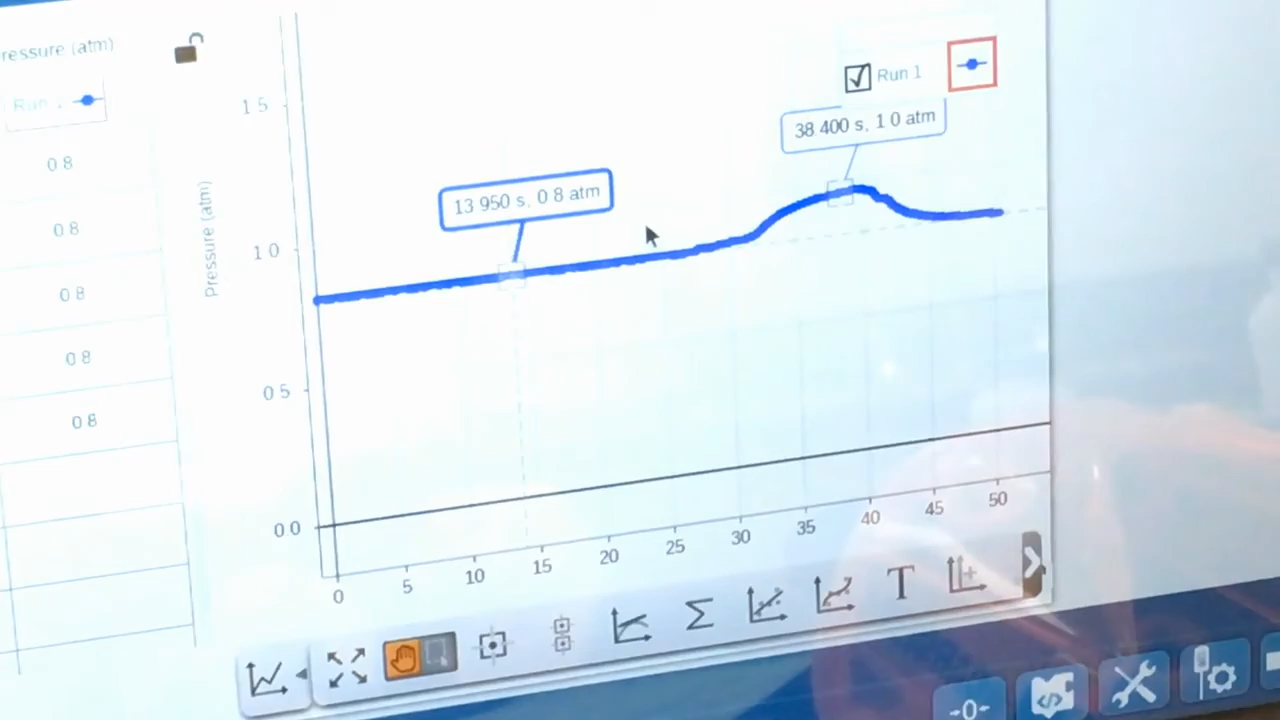 ressure (atm)
Run
0 8
0 8
0 8
0 8
0 8
Pressure (atm)
1 5
1 0
0 5
0 0
Run 1
38 400 s, 1 0 atm
13 950 s, 0 8 atm
0 5 10 15 20 25 30 35 40 45 50
Σ
T
→0←